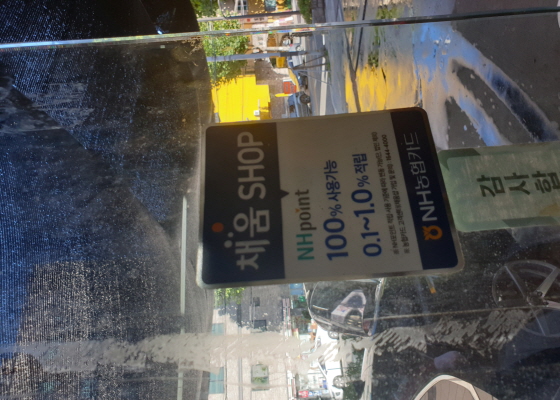 채움 SHOP
NHpoint
100% 사용가능
0.1~1.0% 적립
NH농협카드
감사합